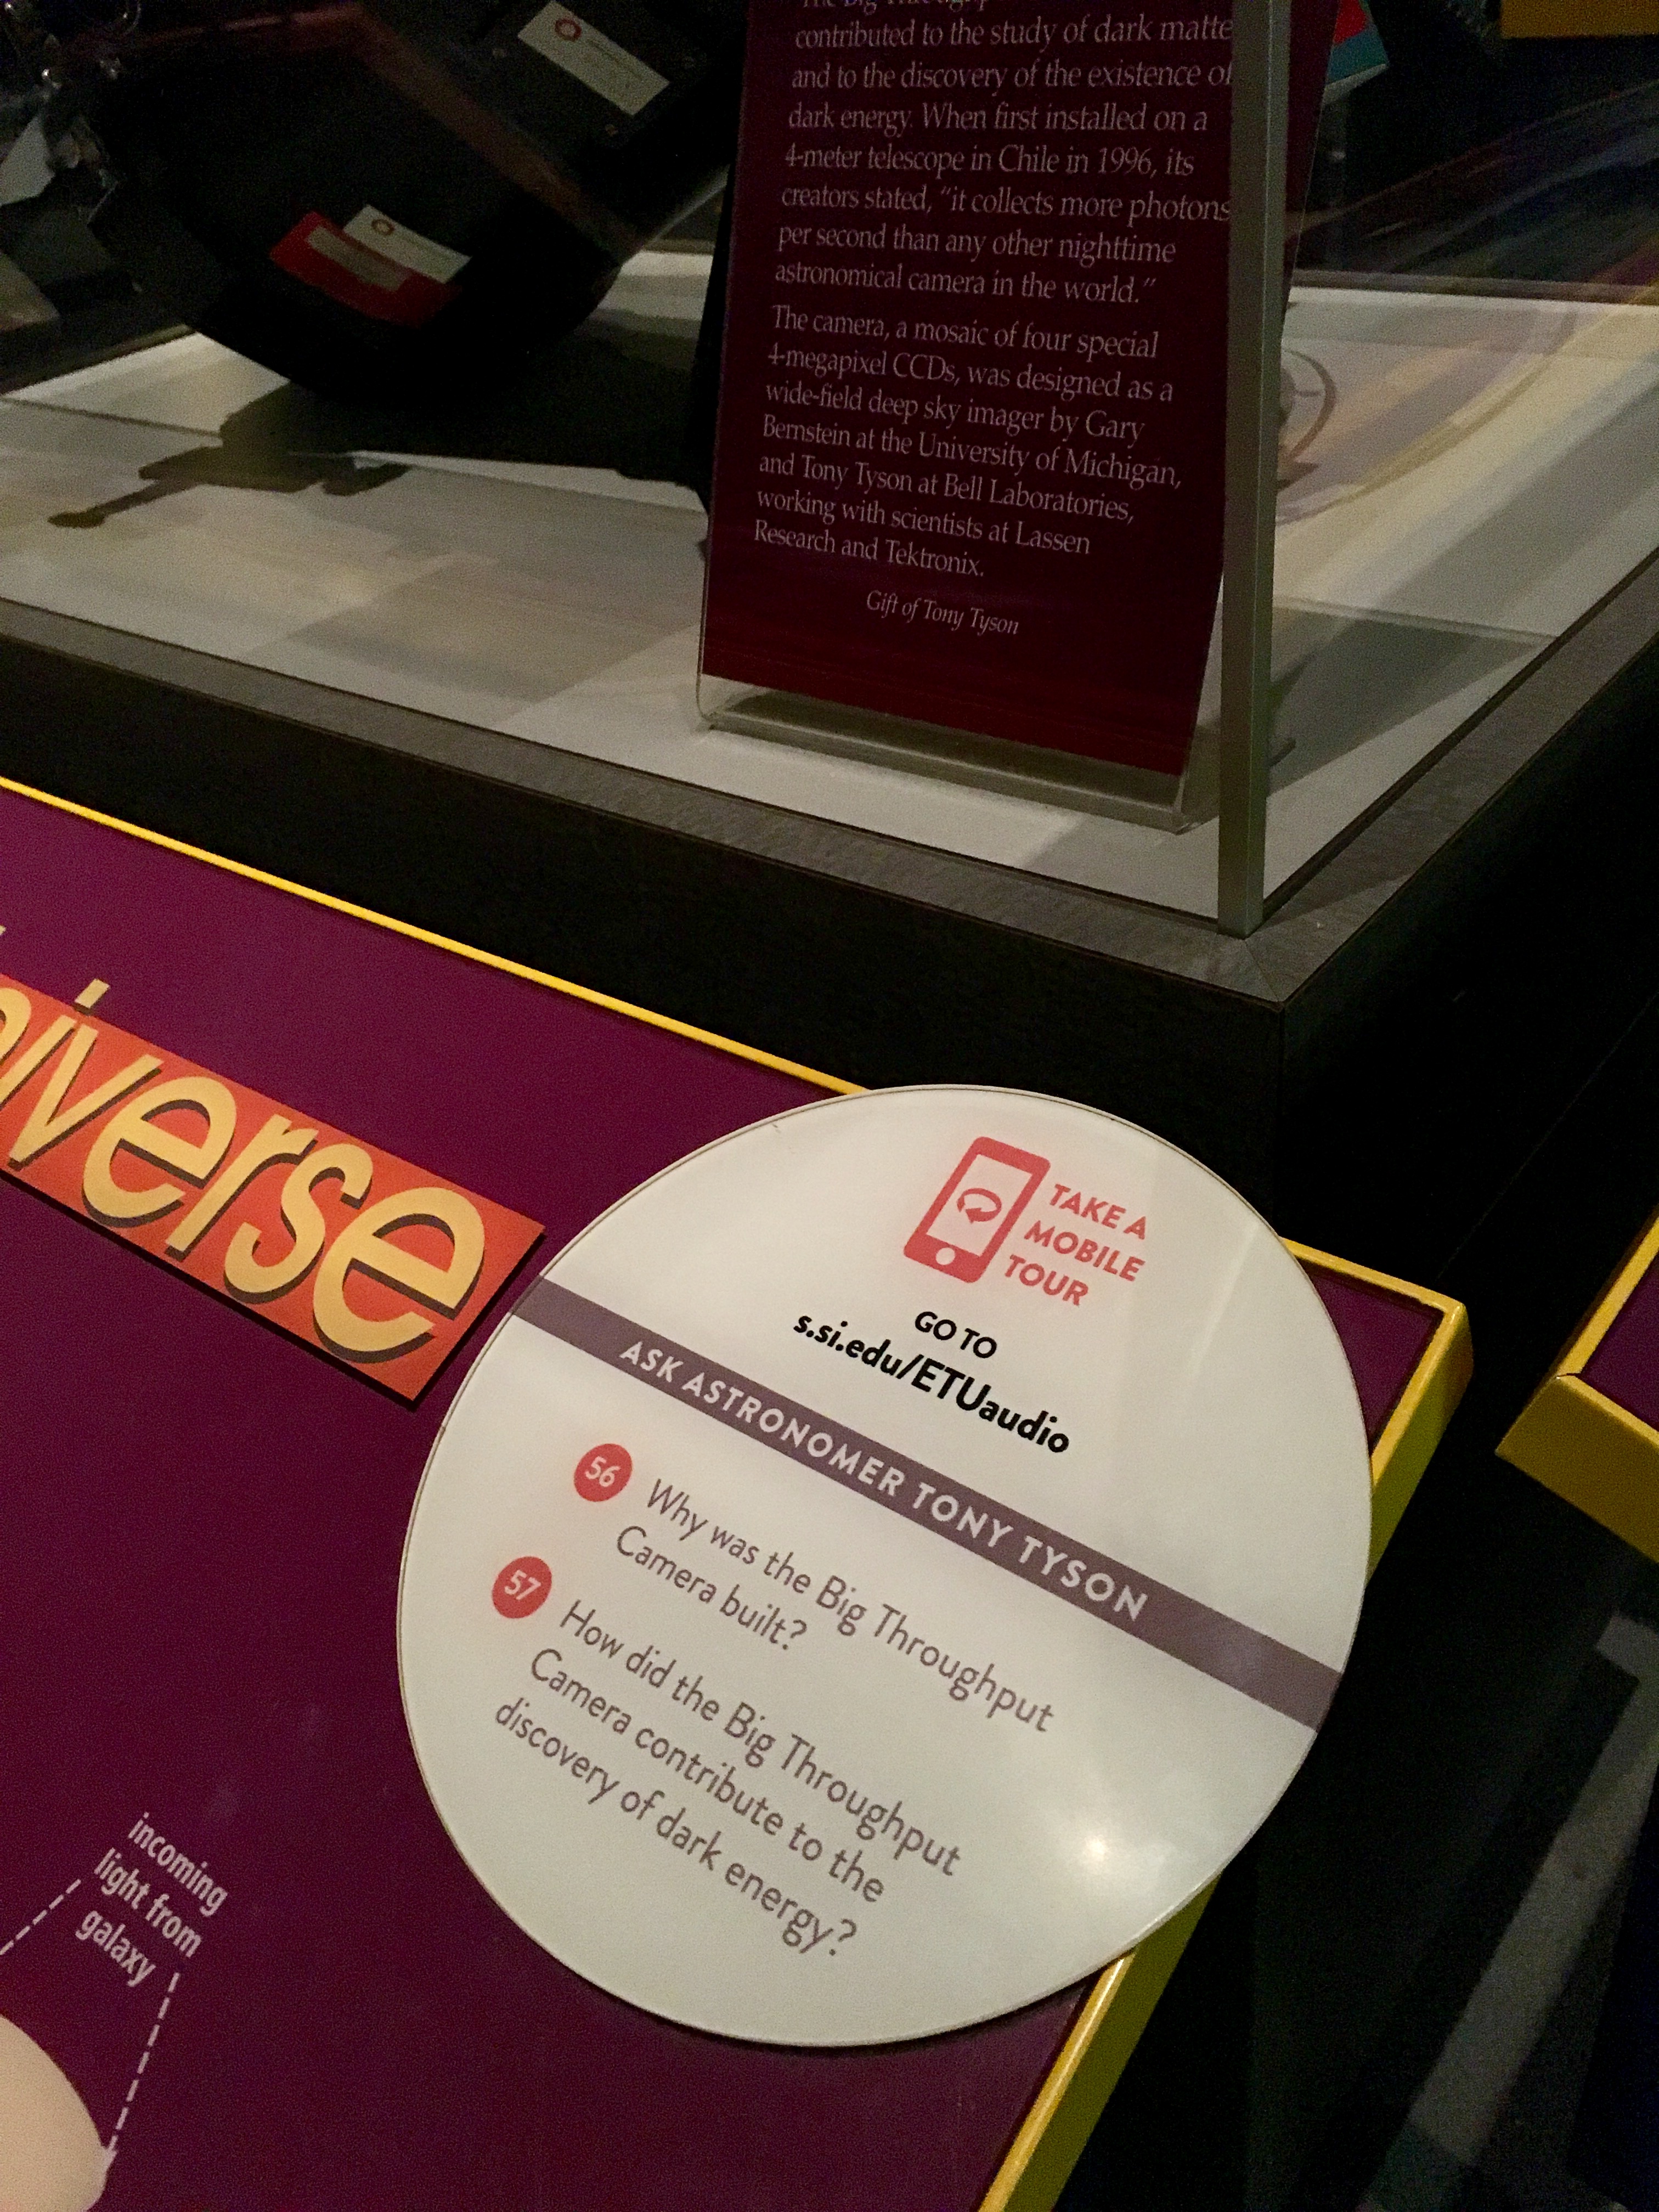 contributed to the study of dark matte
and to the discovery of the existence of
dark energy. When first installed on a
4-meter telescope in Chile in 1996, its
creators stated, “it collects more photons
per second than any other nighttime
astronomical camera in the world.”
The camera, a mosaic of four special
4-megapixel CCDs, was designed as a
wide-field deep sky imager by Gary
Bernstein at the University of Michigan,
and Tony Tyson at Bell Laboratories,
working with scientists at Lassen
Research and Tektronix.
Gift of Tony Tyson
niverse
TAKE A
MOBILE
TOUR
GO TO
s.si.edu/ETUaudio
ASK ASTRONOMER TONY TYSON
56 Why was the Big Throughput
Camera built?
57 How did the Big Throughput
Camera contribute to the
discovery of dark energy?
incoming
light from
galaxy